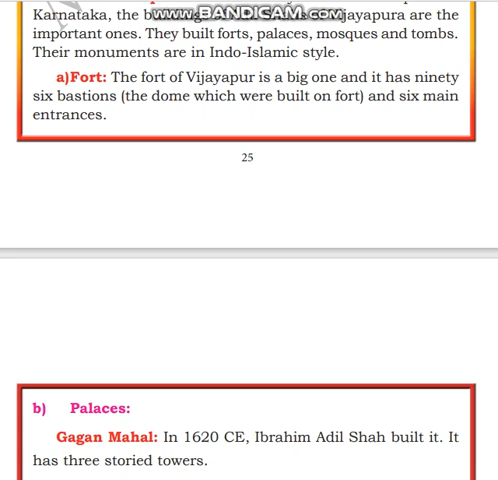 Karnataka, the
www.BANDICAM.com
jayapura are the
important ones. They built forts, palaces, mosques and tombs.
Their monuments are in Indo-Islamic style.
a)Fort: The fort of Vijayapur is a big one and it has ninety
six bastions (the dome which were built on fort) and six main
entrances.
25
b) Palaces:
Gagan Mahal: In 1620 CE, Ibrahim Adil Shah built it. It
has three storied towers.